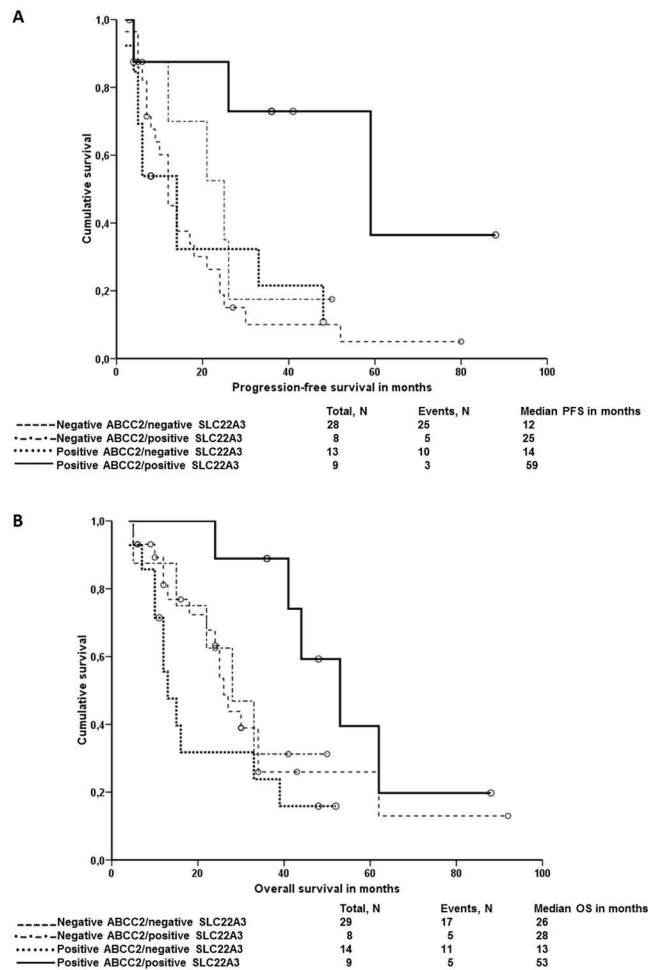 A
1,0
0,8
0,6
0,4
0,2
0,0
Cumulative survival
0 20 40 60 80 100
Progression-free survival in months
Total, N Events, N Median PFS in months
Negative ABCC2/negative SLC22A3 28 25 12
Negative ABCC2/positive SLC22A3 8 5 25
Positive ABCC2/negative SLC22A3 13 10 14
Positive ABCC2/positive SLC22A3 9 3 59
B
1,0
0,8
0,6
0,4
0,2
0,0
Cumulative survival
0 20 40 60 80 100
Overall survival in months
Total, N Events, N Median OS in months
Negative ABCC2/negative SLC22A3 29 17 26
Negative ABCC2/positive SLC22A3 8 5 28
Positive ABCC2/negative SLC22A3 14 11 13
Positive ABCC2/positive SLC22A3 9 5 53